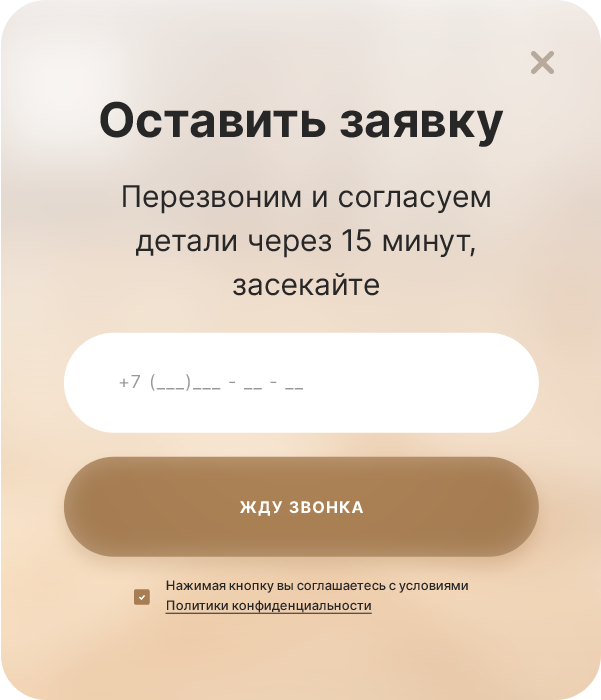 Оставить заявку
Перезвоним и согласуем
детали через 15 минут,
засекайте
+7 (___)___ - __ - __
ЖДУ ЗВОНКА
Нажимая кнопку вы соглашаетесь с условиями
Политики конфиденциальности